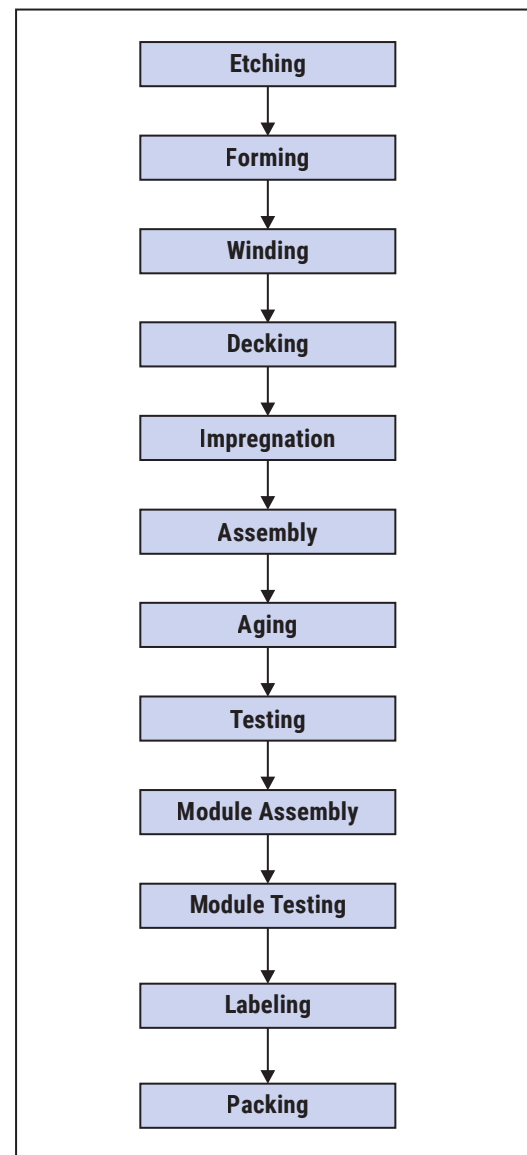 Etching
Forming
Winding
Decking
Impregnation
Assembly
Aging
Testing
Module Assembly
Module Testing
Labeling
Packing